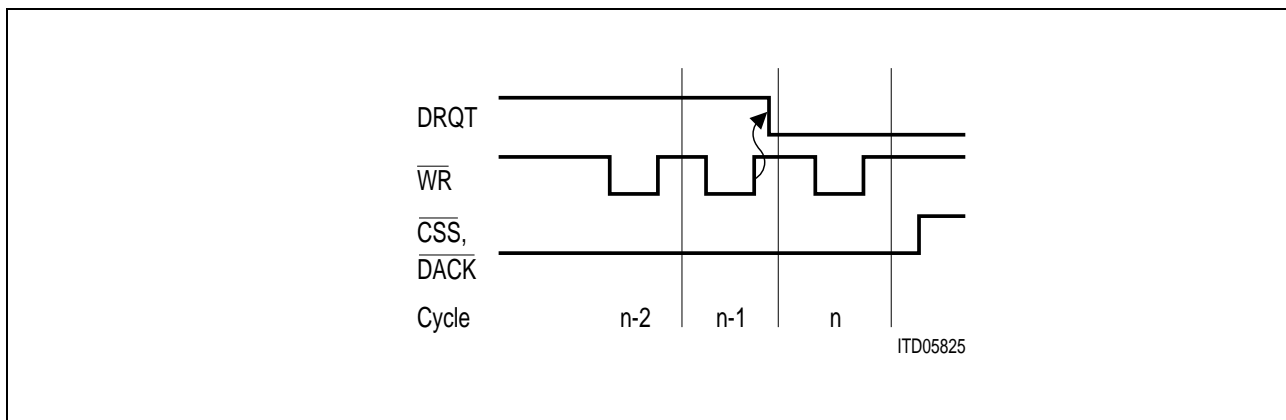 DRQT
WR
CSS,
DACK
Cycle n-2 n-1 n
ITD05825